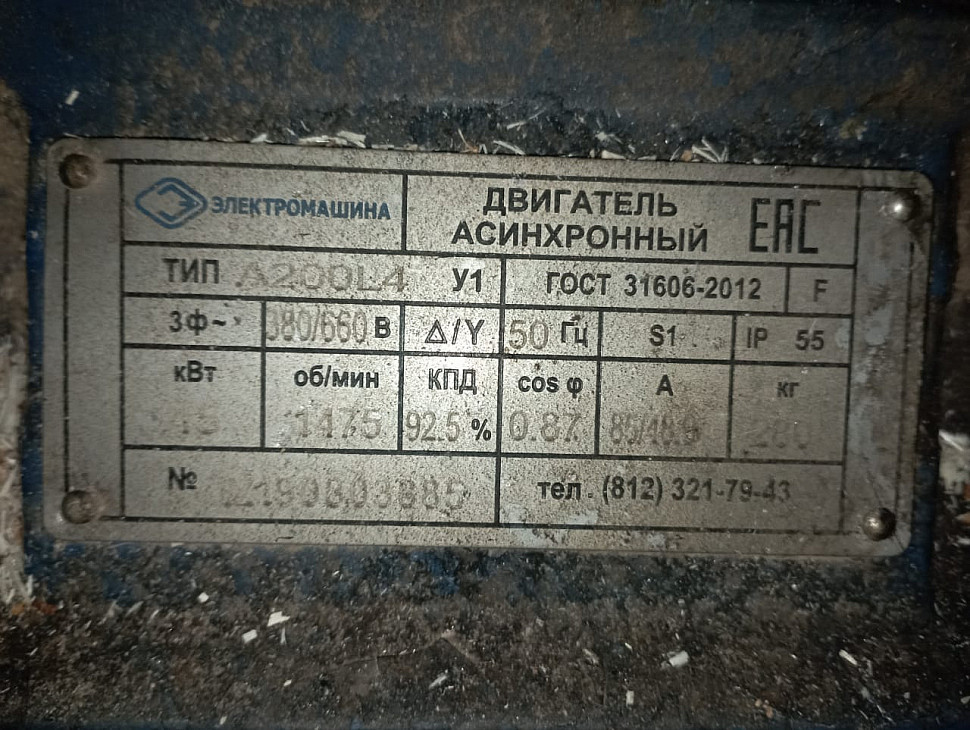 ЭЛЕКТРОМАШИНА
ДВИГАТЕЛЬ
АСИНХРОННЫЙ
EAC
ТИП А200L4 У1
ГОСТ 31606-2012 F
3ф~ 380/660 В Δ/Y 50 Гц S1 IP 55
кВт об/мин КПД cos φ А кг
1475 92.5 % 0.87
№
тел. (812) 321-79-43